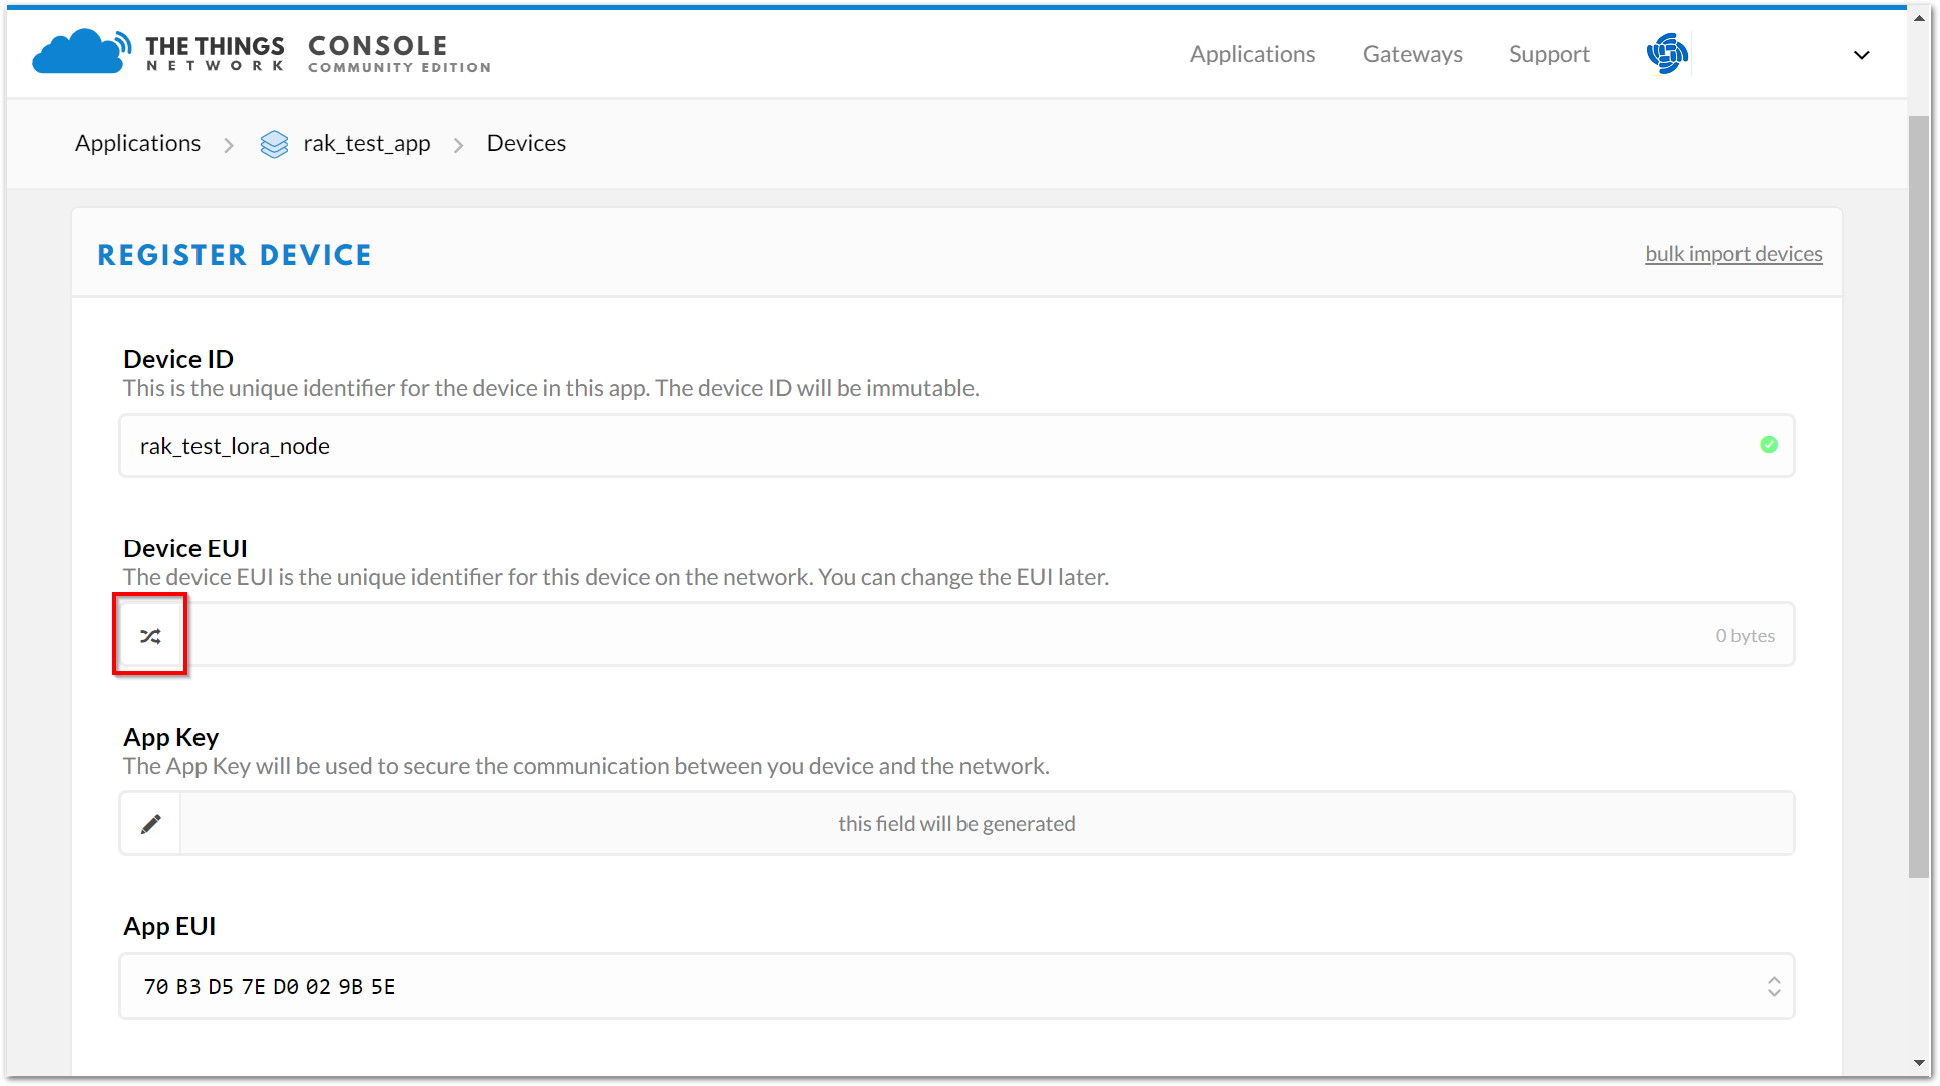 THE THINGS NETWORK CONSOLE COMMUNITY EDITION
Applications Gateways Support
Applications rak_test_app Devices
REGISTER DEVICE bulk import devices
Device ID
This is the unique identifier for the device in this app. The device ID will be immutable.
rak_test_lora_node
Device EUI
The device EUI is the unique identifier for this device on the network. You can change the EUI later.
0 bytes
App Key
The App Key will be used to secure the communication between you device and the network.
this field will be generated
App EUI
70 B3 D5 7E D0 02 9B 5E